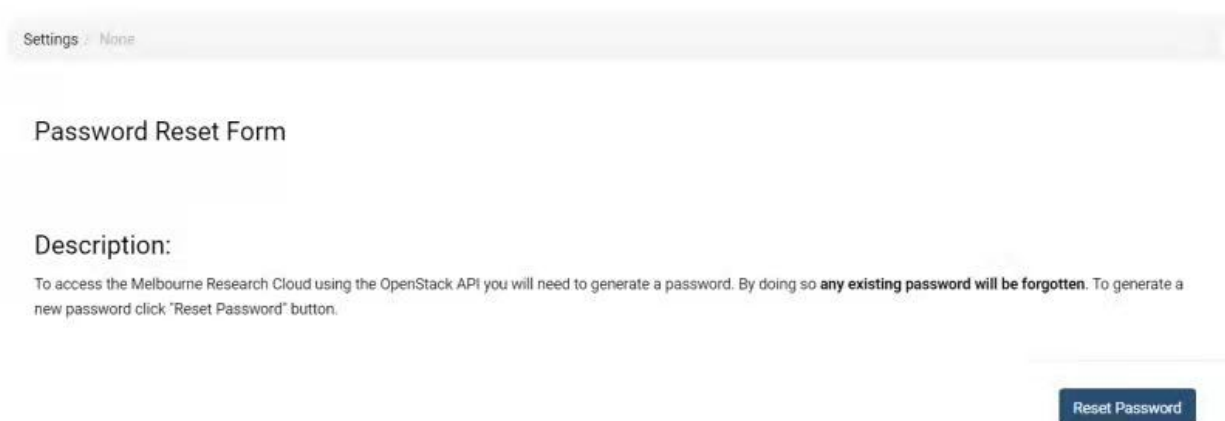 Settings / None
Password Reset Form
Description:
To access the Melbourne Research Cloud using the OpenStack API you will need to generate a password. By doing so any existing password will be forgotten. To generate a
new password click "Reset Password" button.
Reset Password